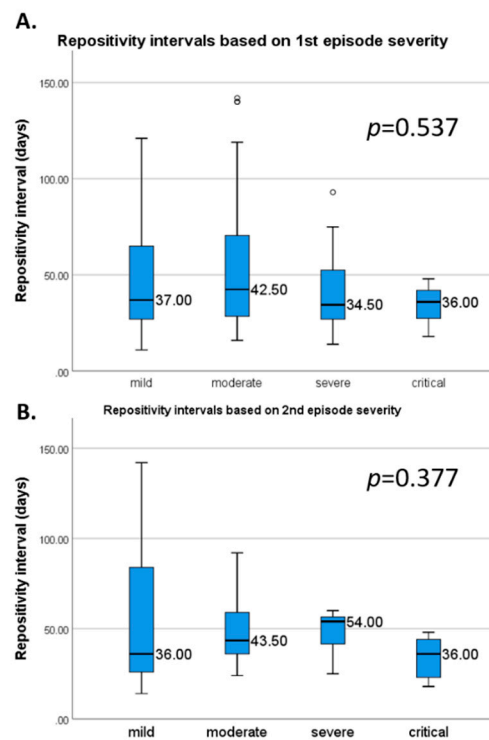 A.
Repositivity intervals based on 1st episode severity
150.00
p=0.537
100.00
Repositivity interval (days)
50.00
37.00
42.50
34.50
36.00
.00
mild moderate severe critical
B.
Repositivity intervals based on 2nd episode severity
150.00
p=0.377
100.00
Repositivity interval (days)
50.00
36.00
43.50
54.00
36.00
.00
mild moderate severe critical